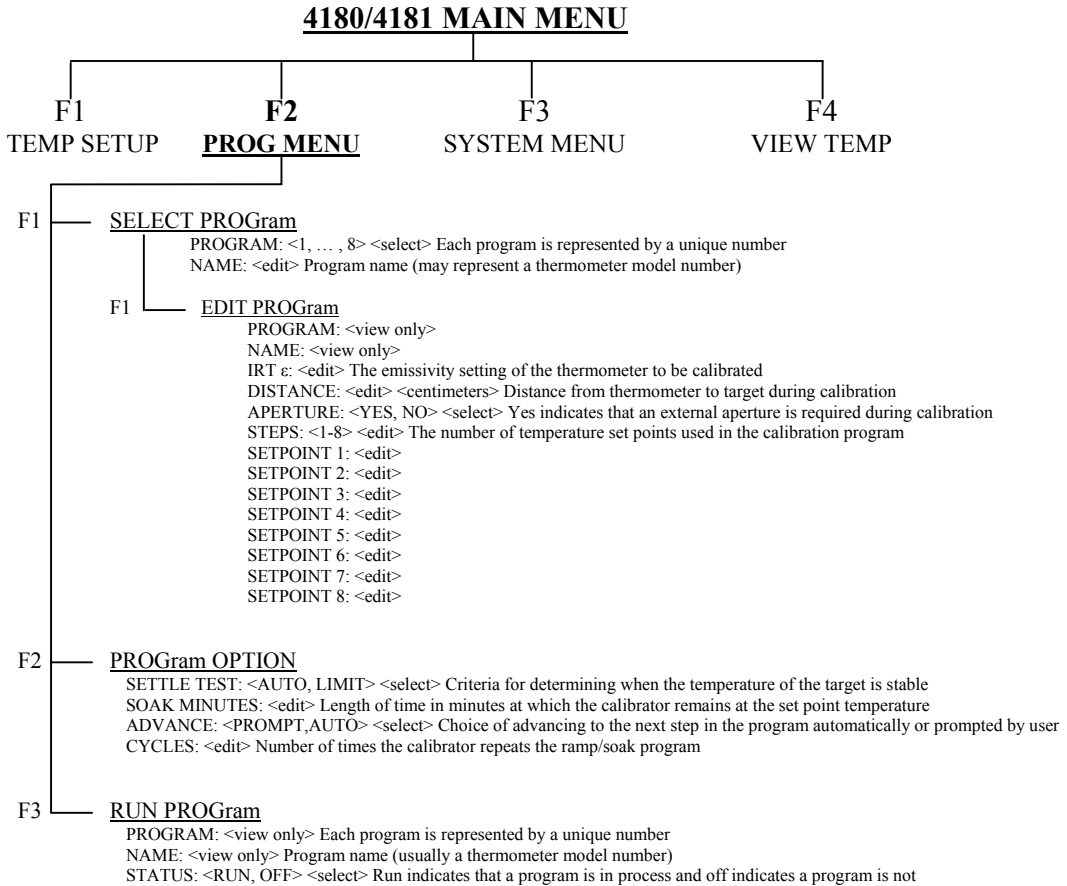 4180/4181 MAIN MENU
F1 F2 F3 F4
TEMP SETUP PROG MENU SYSTEM MENU VIEW TEMP
F1 SELECT PROGram
PROGRAM: <1, … , 8> <select> Each program is represented by a unique number
NAME: <edit> Program name (may represent a thermometer model number)
F1 EDIT PROGram
PROGRAM: <view only>
NAME: <view only>
IRT ε: <edit> The emissivity setting of the thermometer to be calibrated
DISTANCE: <edit> <centimeters> Distance from thermometer to target during calibration
APERTURE: <YES, NO> <select> Yes indicates that an external aperture is required during calibration
STEPS: <1-8> <edit> The number of temperature set points used in the calibration program
SETPOINT 1: <edit>
SETPOINT 2: <edit>
SETPOINT 3: <edit>
SETPOINT 4: <edit>
SETPOINT 5: <edit>
SETPOINT 6: <edit>
SETPOINT 7: <edit>
SETPOINT 8: <edit>
F2 PROGram OPTION
SETTLE TEST: <AUTO, LIMIT> <select> Criteria for determining when the temperature of the target is stable
SOAK MINUTES: <edit> Length of time in minutes at which the calibrator remains at the set point temperature
ADVANCE: <PROMPT,AUTO> <select> Choice of advancing to the next step in the program automatically or prompted by user
CYCLES: <edit> Number of times the calibrator repeats the ramp/soak program
F3 RUN PROGram
PROGRAM: <view only> Each program is represented by a unique number
NAME: <view only> Program name (usually a thermometer model number)
STATUS: <RUN, OFF> <select> Run indicates that a program is in process and off indicates a program is not